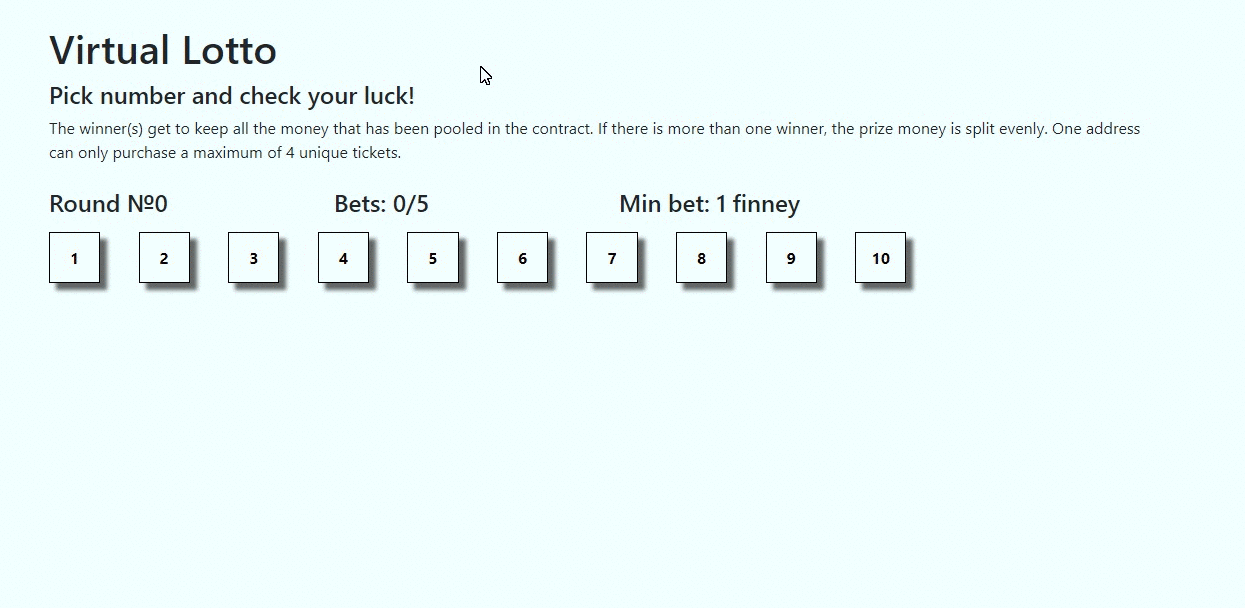 Virtual Lotto
Pick number and check your luck!
The winner(s) get to keep all the money that has been pooled in the contract. If there is more than one winner, the prize money is split evenly. One address
can only purchase a maximum of 4 unique tickets.
Round №0 Bets: 0/5 Min bet: 1 finney
1 2 3 4 5 6 7 8 9 10